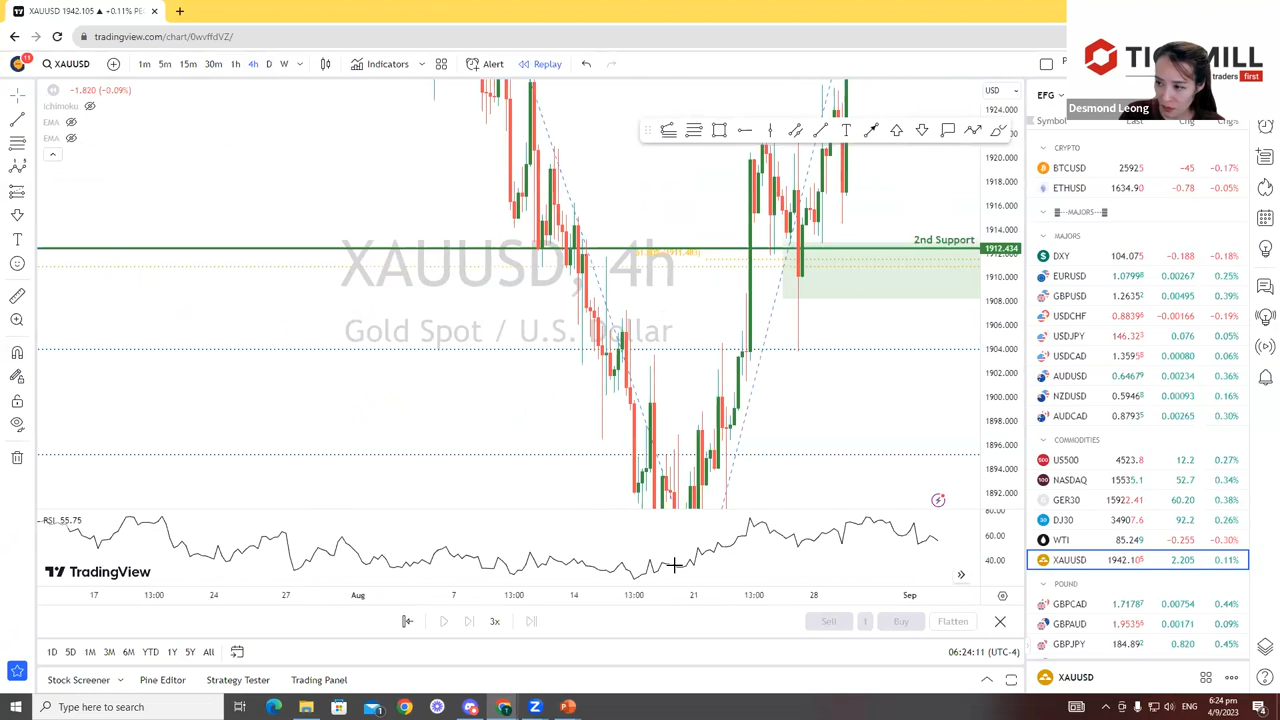 XAUUSD 1942.105 ▲ +0.11% PE
tradingview.com/chart/0wvffdVZ/
11 XAUUSD 1m 5m 15m 30m 1h 4h D W Indicators Alert Replay
TICKMILL
traders first
Desmond Leong
-1.820 (-0.09%)
Ichimoku
EMA
EMA
USD
1924.000
1920.000
1918.000
1916.000
1914.000
1912.434
1910.000
1908.000
1906.000
1904.000
1902.000
1900.000
1898.000
1896.000
1894.000
1892.000
2nd Support
XAUUSD, 4h
Gold Spot / U.S. Dollar
RSI 55.75
80.00
60.00
40.00
TradingView
17 13:00 24 27 Aug 7 13:00 14 13:00 21 13:00 28 Sep
3x Sell 1 Buy Flatten
1D 5D 1M 3M 6M YTD 1Y 5Y All 06:24:11 (UTC-4)
Stock Screener Pine Editor Strategy Tester Trading Panel
EFG
Symbol Last Chg Chg%
CRYPTO
BTCUSD 25925 -45 -0.17%
ETHUSD 1634.90 -0.78 -0.05%
---MAJORS---
MAJORS
DXY 104.075 -0.188 -0.18%
EURUSD 1.07998 0.00267 0.25%
GBPUSD 1.26352 0.00495 0.39%
USDCHF 0.88396 -0.00166 -0.19%
USDJPY 146.325 0.076 0.05%
USDCAD 1.35958 0.00080 0.06%
AUDUSD 0.64679 0.00234 0.36%
NZDUSD 0.59468 0.00093 0.16%
AUDCAD 0.87935 0.00265 0.30%
COMMODITIES
US500 4523.8 12.2 0.27%
NASDAQ 15535.1 52.7 0.34%
GER30 15922.41 60.20 0.38%
DJ30 34907.6 92.2 0.26%
WTI 85.249 -0.255 -0.30%
XAUUSD 1942.105 2.205 0.11%
POUND
GBPCAD 1.71787 0.00754 0.44%
GBPAUD 1.95356 0.00171 0.09%
GBPJPY 184.892 0.820 0.45%
XAUUSD
Type here to search
ENG
6:24 pm
4/9/2023